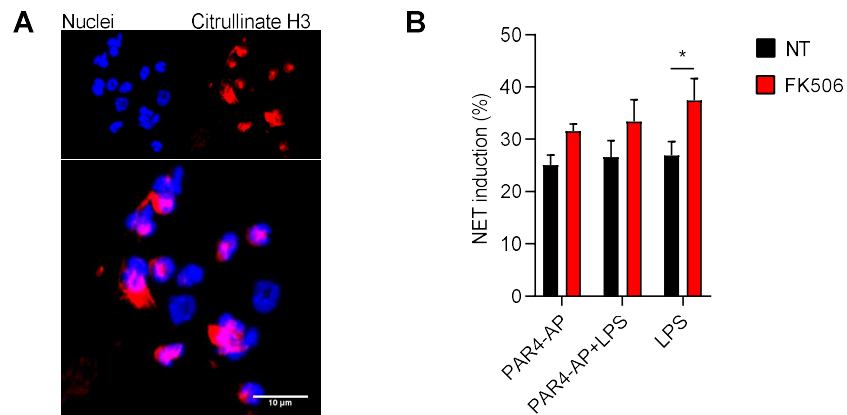 A
Nuclei
Citrullinate H3
10 µm
B
NET induction (%)
50
40
30
20
10
0
*
NT
FK506
PAR4-AP
PAR4-AP+LPS
LPS